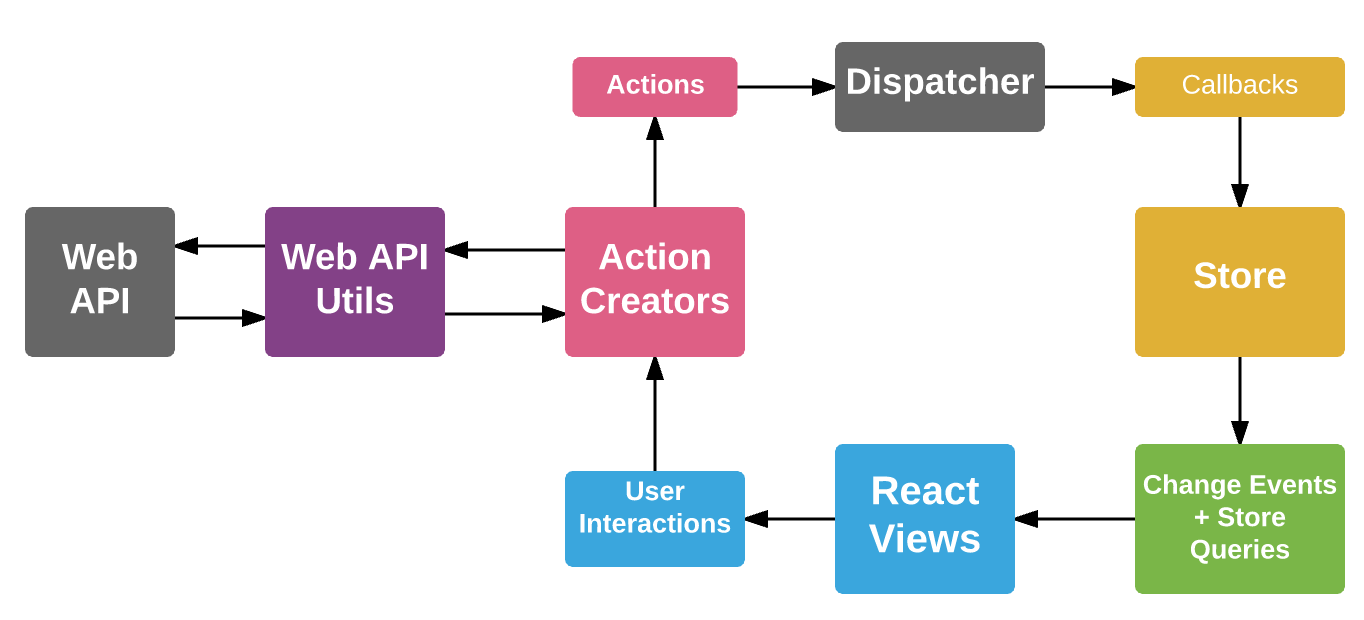 Actions
Dispatcher
Callbacks
Web
API
Web API
Utils
Action
Creators
Store
User
Interactions
React
Views
Change Events
+ Store
Queries